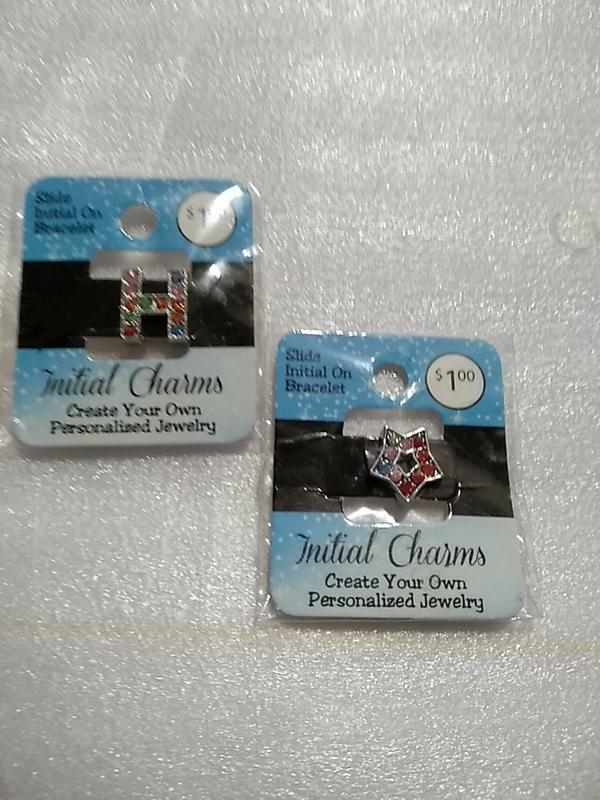 Slide
Initial On
Bracelet
$1
H
Initial Charms
Create Your Own
Personalized Jewelry
Slide
Initial On
Bracelet
$1.00
Initial Charms
Create Your Own
Personalized Jewelry